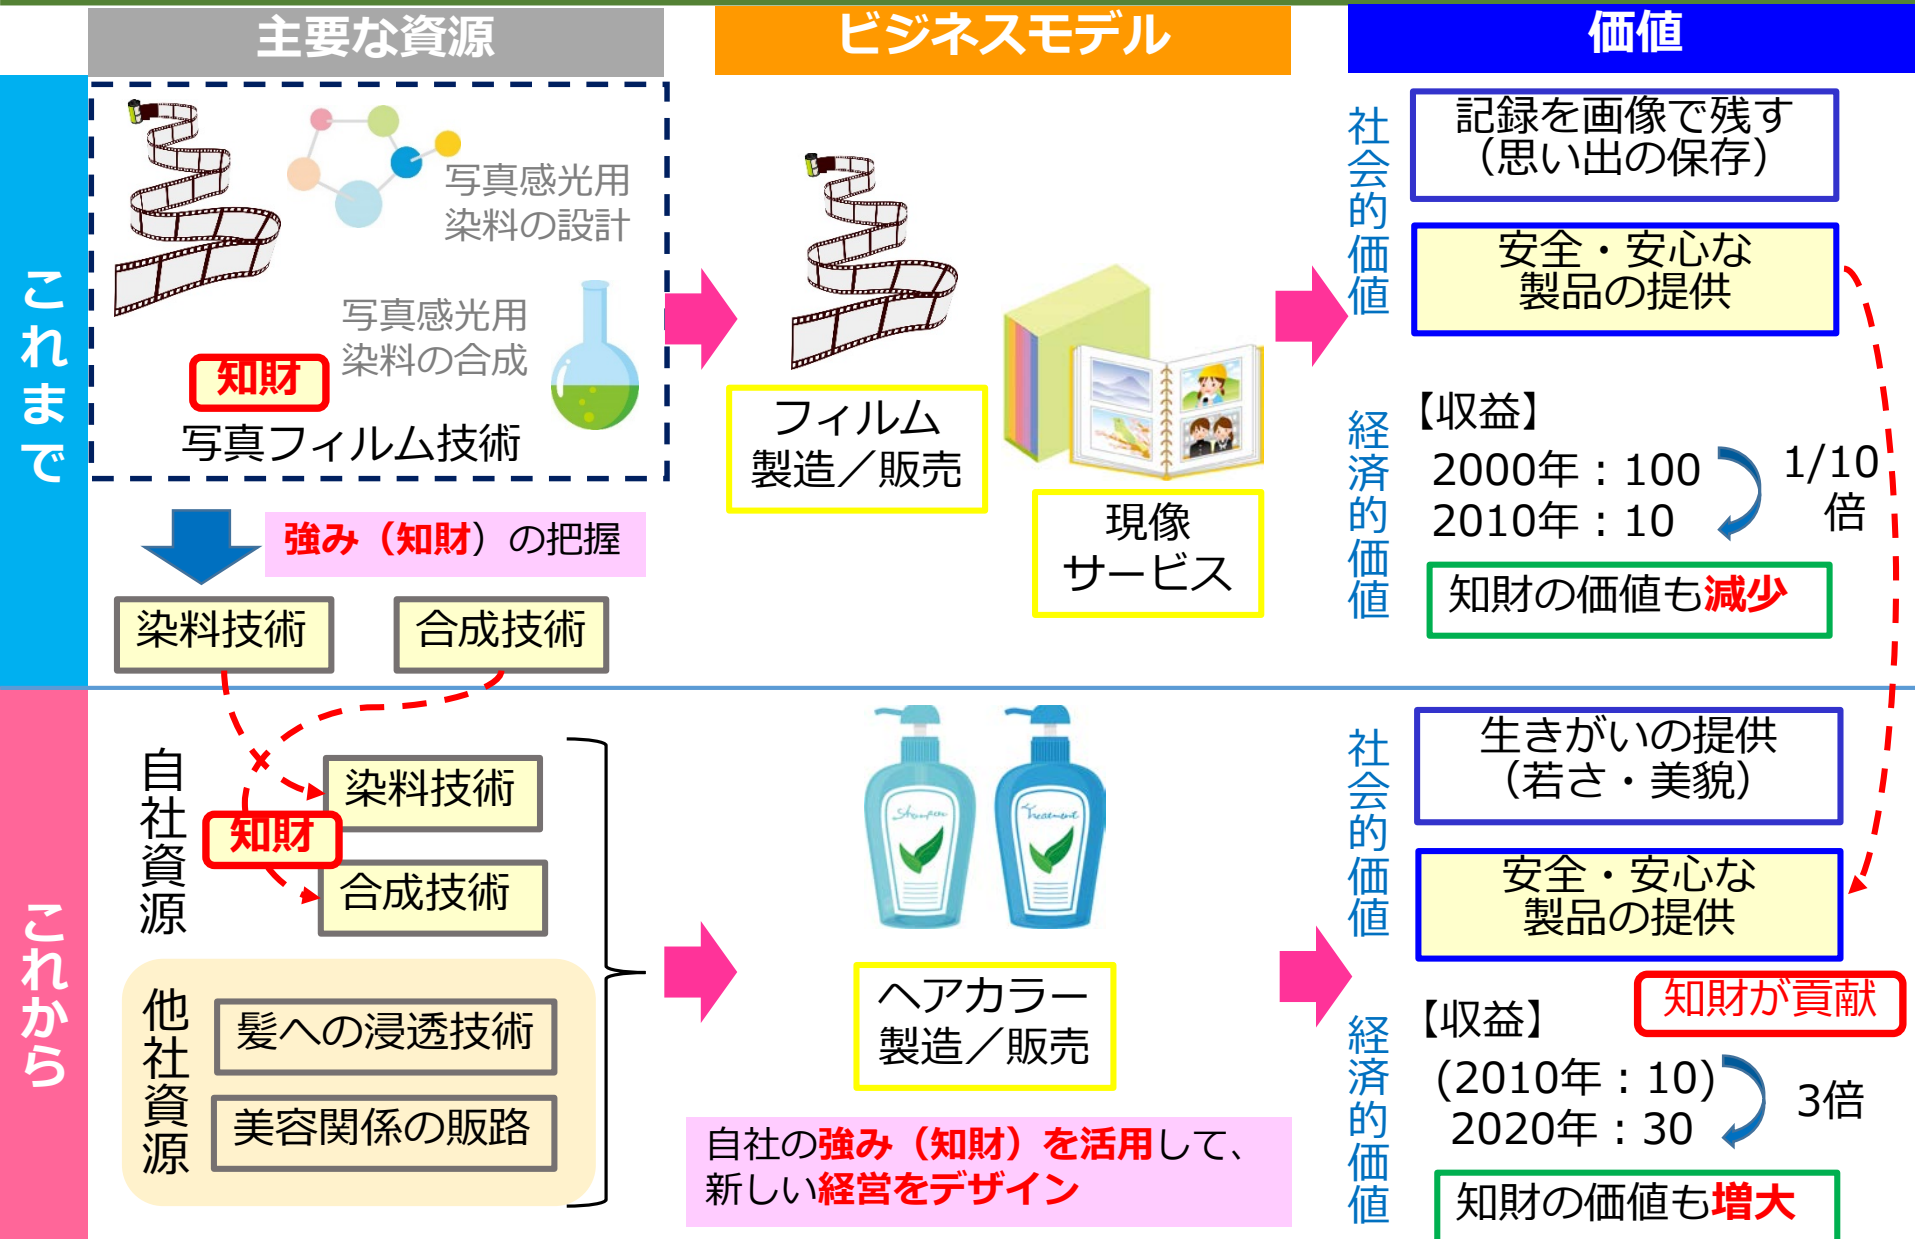 主要な資源
ビジネスモデル
価値
これまで
写真感光用
染料の設計
写真感光用
染料の合成
知財
写真フィルム技術
強み（知財）の把握
染料技術
合成技術
フィルム
製造／販売
現像
サービス
社会的価値
記録を画像で残す
（思い出の保存）
安全・安心な
製品の提供
経済的価値
【収益】
2000年：100
2010年：10
1/10
倍
知財の価値も減少
これから
自社資源
染料技術
知財
合成技術
他社資源
髪への浸透技術
美容関係の販路
Shampoo
Treatment
ヘアカラー
製造／販売
自社の強み（知財）を活用して、
新しい経営をデザイン
社会的価値
生きがいの提供
（若さ・美貌）
安全・安心な
製品の提供
知財が貢献
経済的価値
【収益】
(2010年：10)
2020年：30
3倍
知財の価値も増大